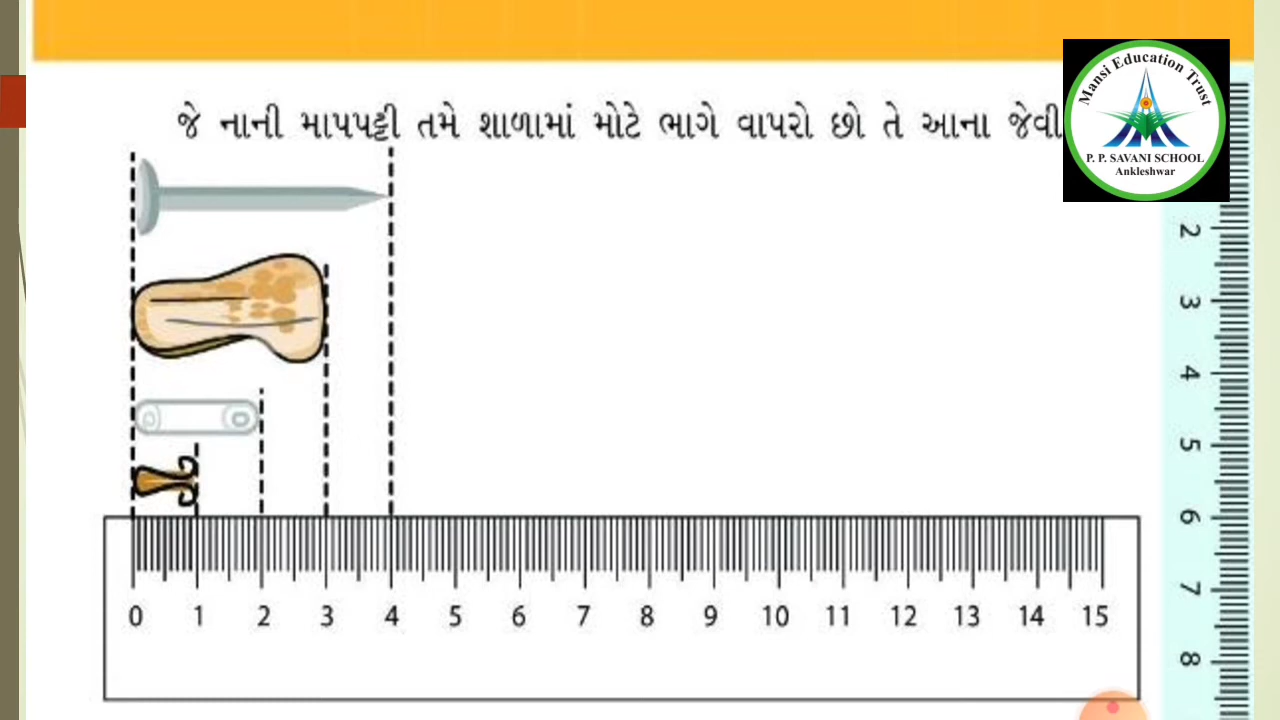 જે નાની માપપટ્ટી તમે શાળામાં મોટે ભાગે વાપરો છો તે આના જેવી
Mansi Education Trust
P. P. SAVANI SCHOOL
Ankleshwar
2
3
4
5
6
7
8
0 1 2 3 4 5 6 7 8 9 10 11 12 13 14 15